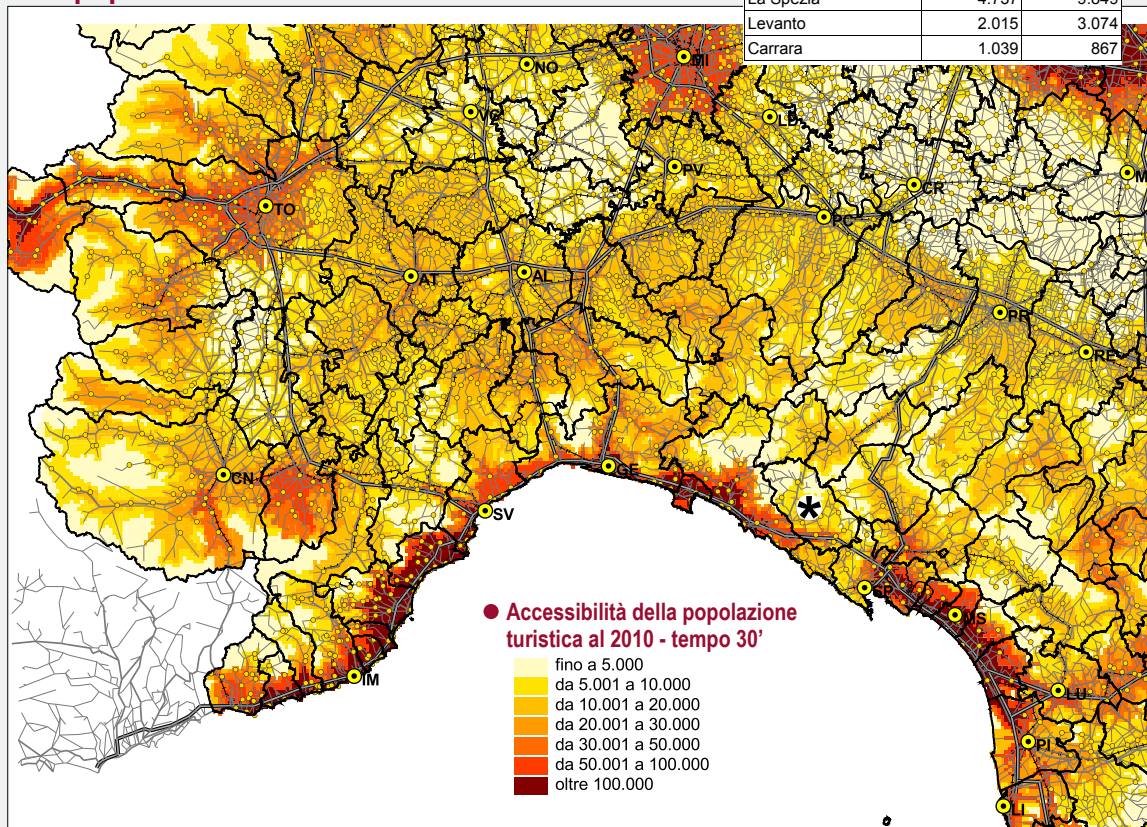 Levanto 2.015 3.074
Carrara 1.039 867
MI
NO
LD
PV
CR
TO
PC
AT
AL
PR
RE
GE
CN
SV
*
SP
MS
● Accessibilità della popolazione
turistica al 2010 - tempo 30'
fino a 5.000
da 5.001 a 10.000
da 10.001 a 20.000
da 20.001 a 30.000
da 30.001 a 50.000
da 50.001 a 100.000
oltre 100.000
IM
LU
PI
LI